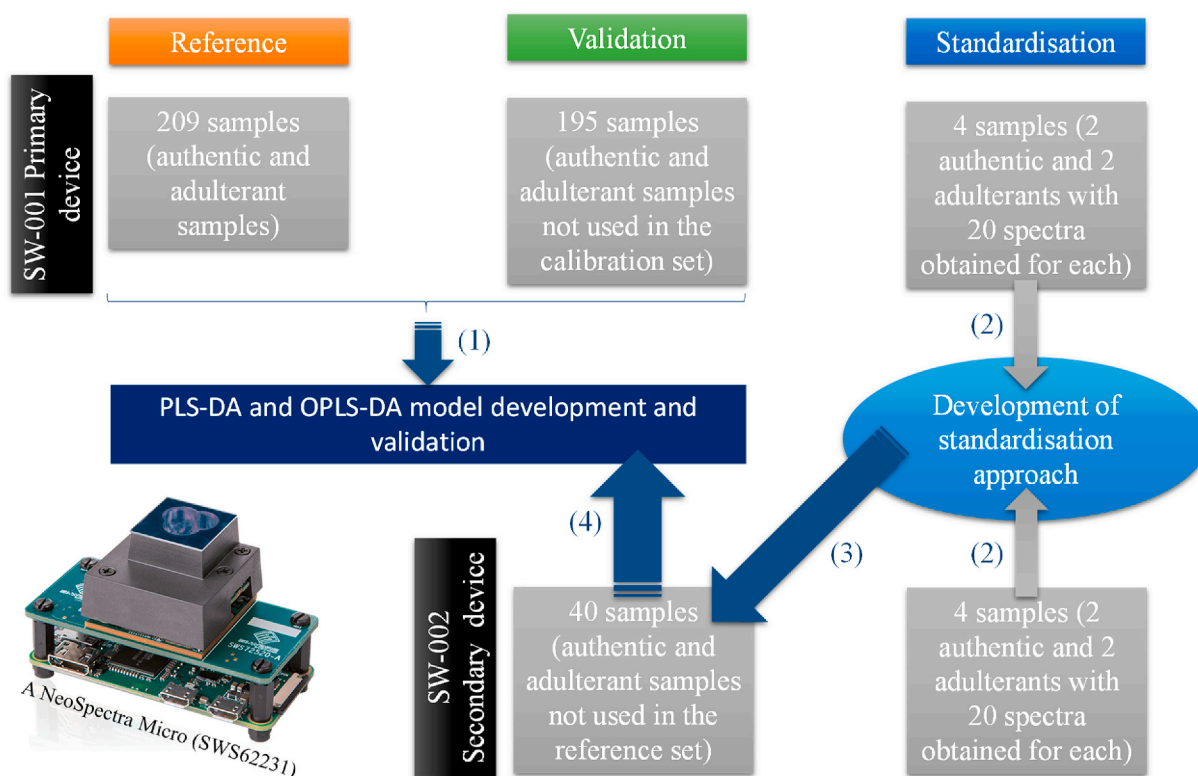 Reference
Validation
Standardisation
SW-001 Primary
device
209 samples
(authentic and
adulterant
samples)
195 samples
(authentic and
adulterant samples
not used in the
calibration set)
4 samples (2
authentic and 2
adulterants with
20 spectra
obtained for each)
(1)
(2)
PLS-DA and OPLS-DA model development and
validation
Development of
standardisation
approach
(4)
(3)
(2)
SW-002
Secondary device
40 samples
(authentic and
adulterant samples
not used in the
reference set)
4 samples (2
authentic and 2
adulterants with
20 spectra
obtained for each)
SWS72520-A
A NeoSpectra Micro (SWS62231)